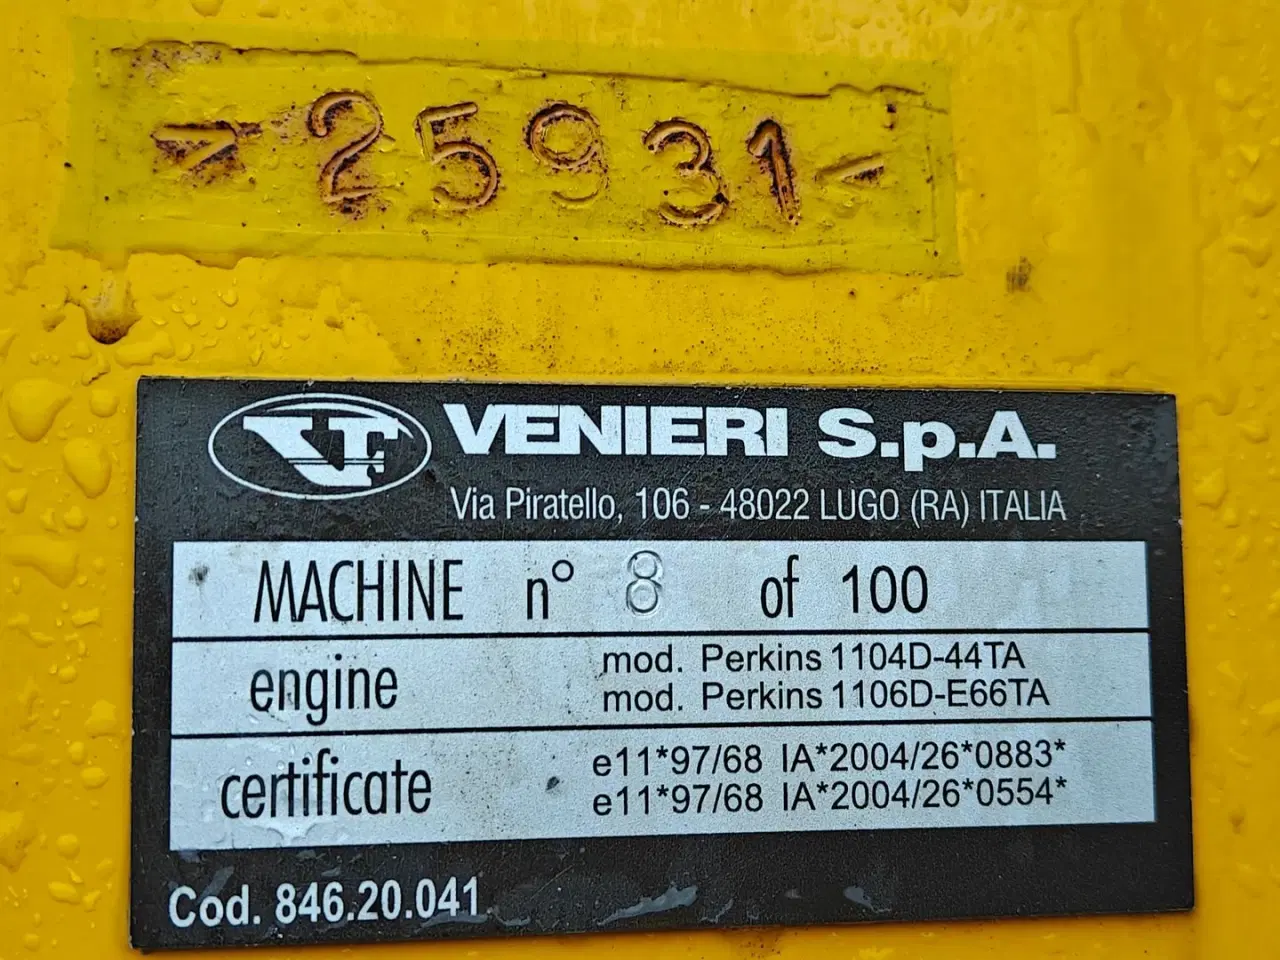 > 25931 <
VF VENIERI S.p.A.
Via Piratello, 106 - 48022 LUGO (RA) ITALIA
MACHINE n° 8 of 100
engine mod. Perkins 1104D-44TA
mod. Perkins 1106D-E66TA
certificate e11*97/68 IA*2004/26*0883*
e11*97/68 IA*2004/26*0554*
Cod. 846.20.041